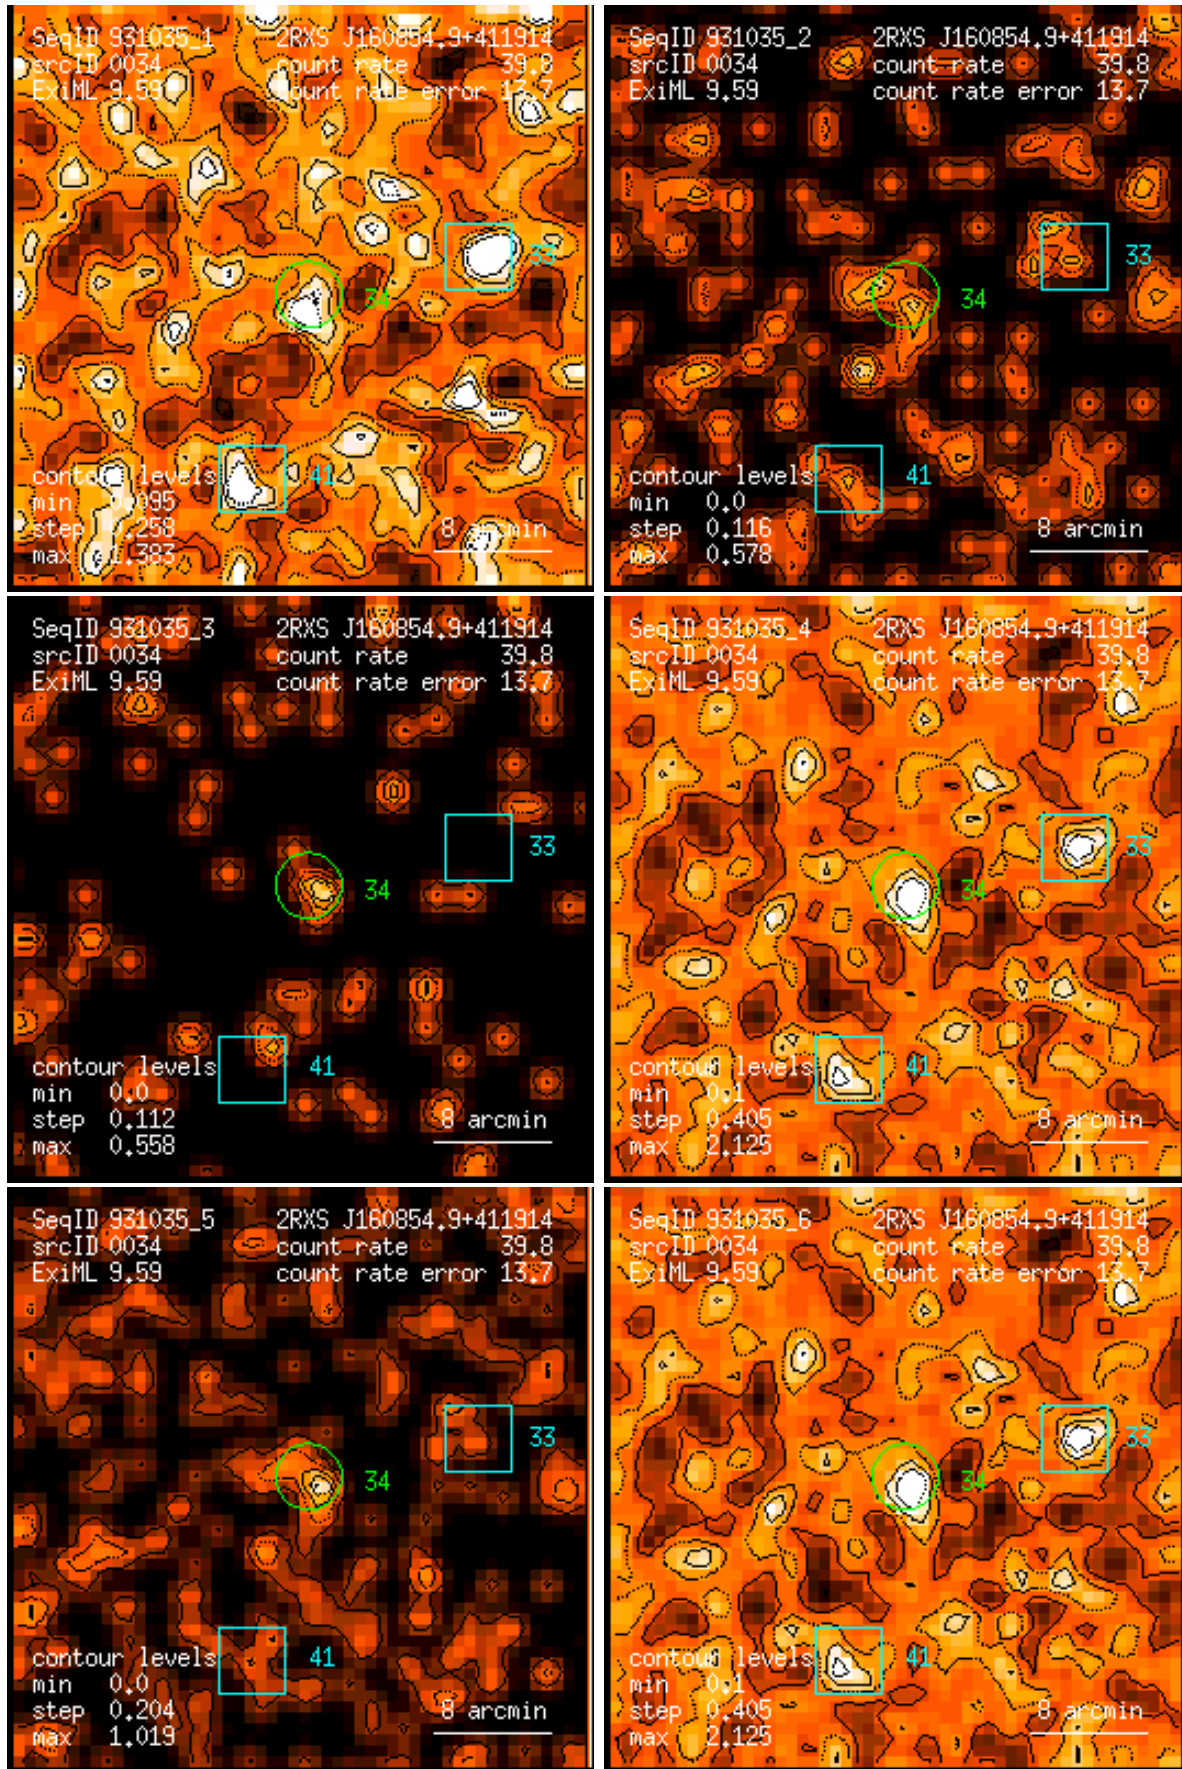 SeqID 931035_1 2RXS J160854.9+411914
srcID 0034 count rate 39.8
ExiML 9.59 count rate error 13.7
33
34
41
contour levels
min 0.095
step 0.258
max 1.383
8 arcmin
SeqID 931035_2 2RXS J160854.9+411914
srcID 0034 count rate 39.8
ExiML 9.59 count rate error 13.7
33
34
41
contour levels
min 0.0
step 0.116
max 0.578
8 arcmin
SeqID 931035_3 2RXS J160854.9+411914
srcID 0034 count rate 39.8
ExiML 9.59 count rate error 13.7
33
34
41
contour levels
min 0.0
step 0.112
max 0.558
8 arcmin
SeqID 931035_4 2RXS J160854.9+411914
srcID 0034 count rate 39.8
ExiML 9.59 count rate error 13.7
33
34
41
contour levels
min 0.1
step 0.405
max 2.125
8 arcmin
SeqID 931035_5 2RXS J160854.9+411914
srcID 0034 count rate 39.8
ExiML 9.59 count rate error 13.7
33
34
41
contour levels
min 0.0
step 0.204
max 1.019
8 arcmin
SeqID 931035_6 2RXS J160854.9+411914
srcID 0034 count rate 39.8
ExiML 9.59 count rate error 13.7
33
34
41
contour levels
min 0.1
step 0.405
max 2.125
8 arcmin